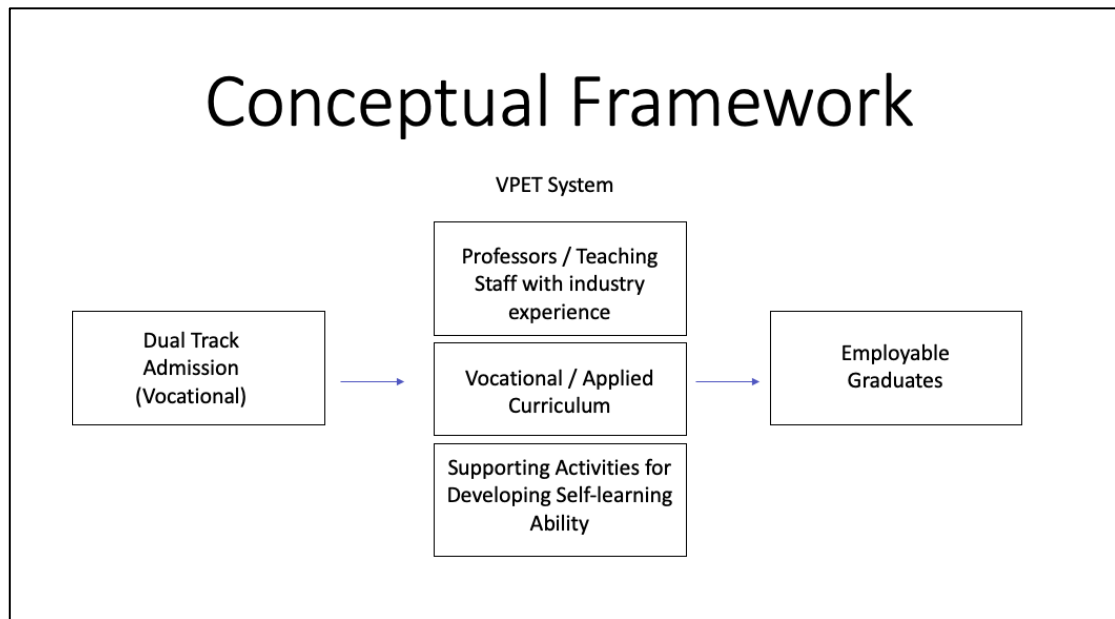 Conceptual Framework
VPET System
Dual Track
Admission
(Vocational)
Professors / Teaching
Staff with industry
experience
Vocational / Applied
Curriculum
Supporting Activities for
Developing Self-learning
Ability
Employable
Graduates